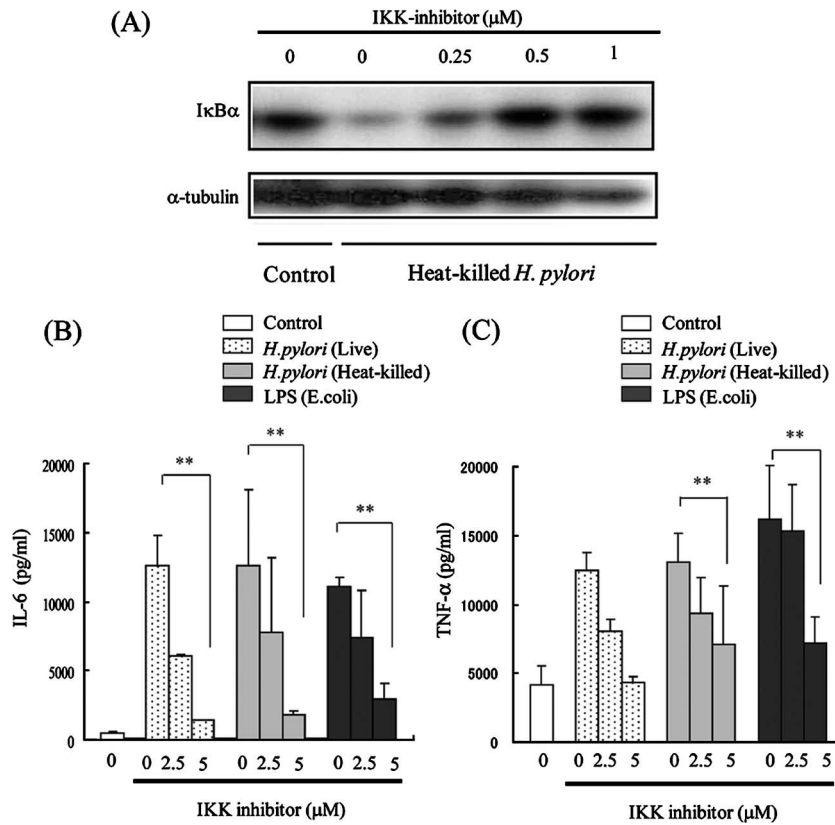 (A)
IKK-inhibitor (μM)
0 0 0.25 0.5 1
IκBα
α-tubulin
Control Heat-killed H. pylori
(B)
Control
H.pylori (Live)
H.pylori (Heat-killed)
LPS (E.coli)
** ** **
20000
15000
10000
5000
0
IL-6 (pg/ml)
0 0 2.5 5 0 2.5 5 0 2.5 5
IKK inhibitor (μM)
(C)
Control
H.pylori (Live)
H.pylori (Heat-killed)
LPS (E.coli)
** **
20000
15000
10000
5000
0
TNF-α (pg/ml)
0 0 2.5 5 0 2.5 5 0 2.5 5
IKK inhibitor (μM)